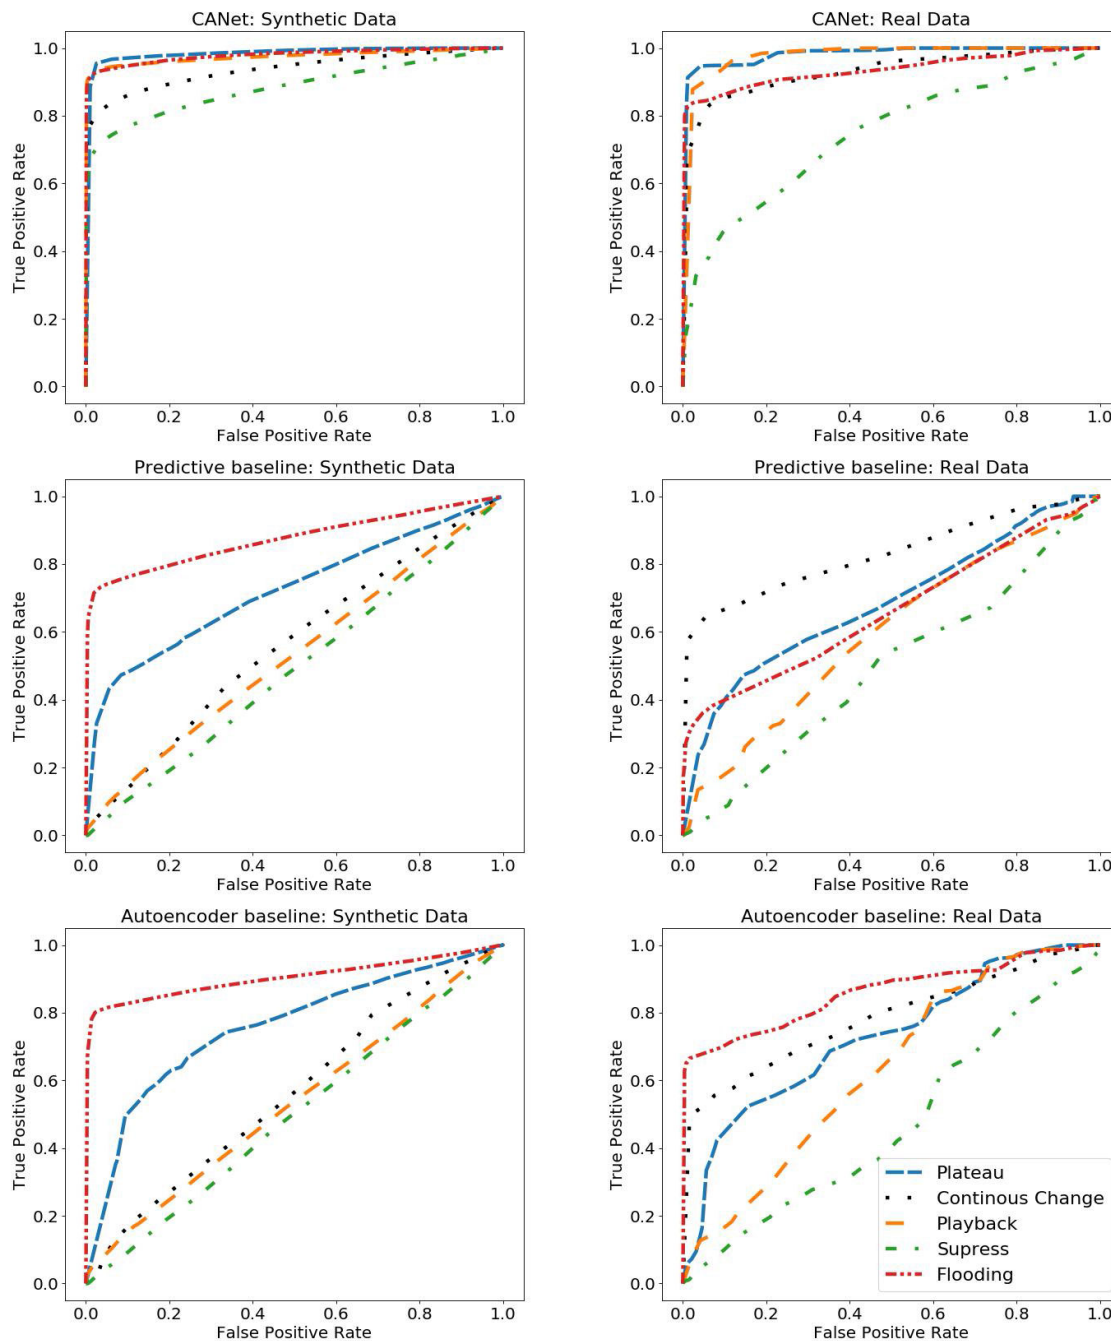 CANet: Synthetic Data
1.0
0.8
0.6
0.4
0.2
0.0
True Positive Rate
0.0 0.2 0.4 0.6 0.8 1.0
False Positive Rate
CANet: Real Data
1.0
0.8
0.6
0.4
0.2
0.0
True Positive Rate
0.0 0.2 0.4 0.6 0.8 1.0
False Positive Rate
Predictive baseline: Synthetic Data
1.0
0.8
0.6
0.4
0.2
0.0
True Positive Rate
0.0 0.2 0.4 0.6 0.8 1.0
False Positive Rate
Predictive baseline: Real Data
1.0
0.8
0.6
0.4
0.2
0.0
True Positive Rate
0.0 0.2 0.4 0.6 0.8 1.0
False Positive Rate
Autoencoder baseline: Synthetic Data
1.0
0.8
0.6
0.4
0.2
0.0
True Positive Rate
0.0 0.2 0.4 0.6 0.8 1.0
False Positive Rate
Autoencoder baseline: Real Data
1.0
0.8
0.6
0.4
0.2
0.0
True Positive Rate
Plateau
Continous Change
Playback
Supress
Flooding
0.0 0.2 0.4 0.6 0.8 1.0
False Positive Rate